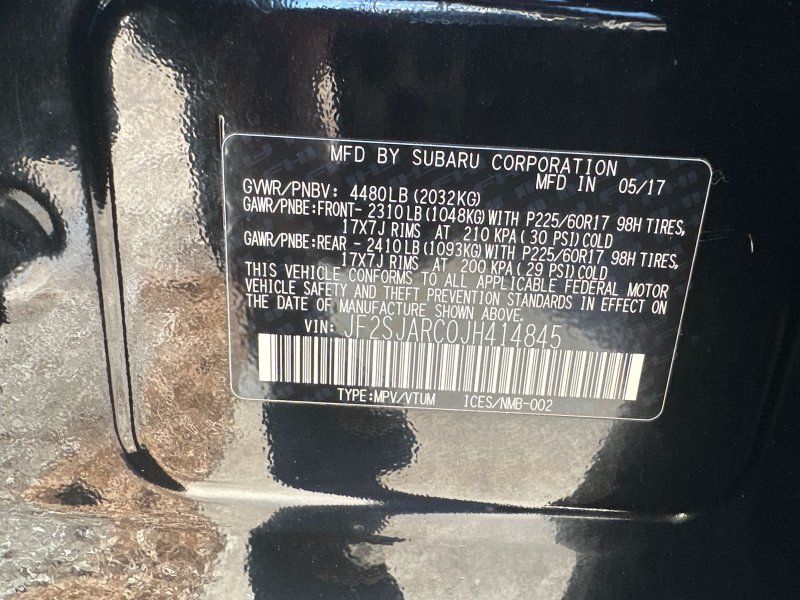 MFD BY SUBARU CORPORATION
MFD IN 05/17
GVWR/PNBV: 4480LB(2032KG)
GAWR/PNBE:FRONT- 2310LB(1048KG)WITH P225/60R17 98H TIRES,
17X7J RIMS AT 210 KPA(30 PSI)COLD
GAWR/PNBE:REAR - 2410LB(1093KG)WITH P225/60R17 98H TIRES,
17X7J RIMS AT 200 KPA(29 PSI)COLD
THIS VEHICLE CONFORMS TO ALL APPLICABLE FEDERAL MOTOR
VEHICLE SAFETY AND THEFT PREVENTION STANDARDS IN EFFECT ON
THE DATE OF MANUFACTURE SHOWN ABOVE.
VIN: JF2SJARC0JH414845
TYPE:MPV/VTUM ICES/NMB-002